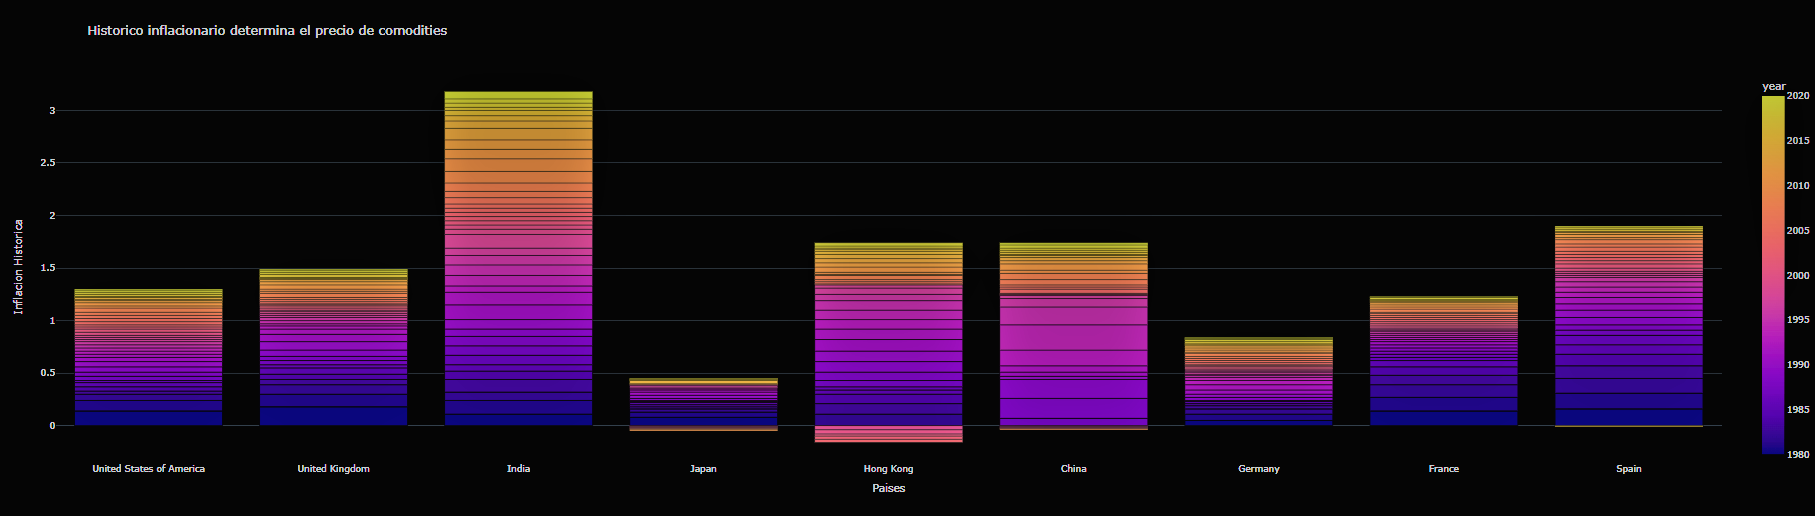 Historico inflacionario determina el precio de comodities
year
3
2.5
2
1.5
1
0.5
0
Inflacion Historica
United States of America
United Kingdom
India
Japan
Hong Kong
China
Germany
France
Spain
Paises
2020
2015
2010
2005
2000
1995
1990
1985
1980